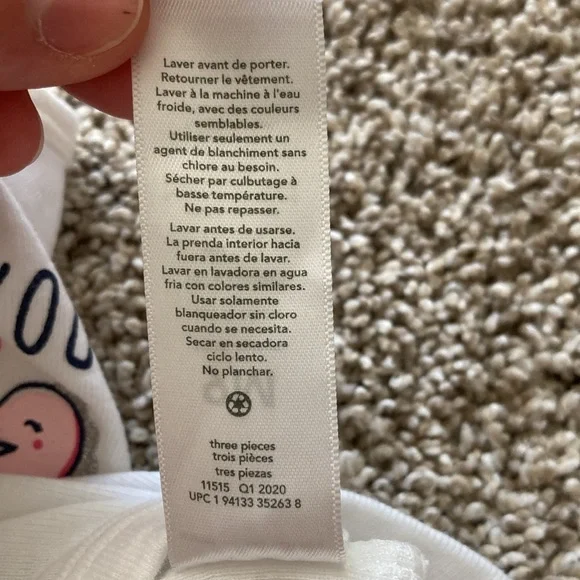 Laver avant de porter.
Retourner le vêtement.
Laver à la machine à l'eau
froide, avec des couleurs
semblables.
Utiliser seulement un
agent de blanchiment sans
chlore au besoin.
Sécher par culbutage à
basse température.
Ne pas repasser.
Lavar antes de usarse.
La prenda interior hacia
fuera antes de lavar.
Lavar en lavadora en agua
fria con colores similares.
Usar solamente
blanqueador sin cloro
cuando se necesita.
Secar en secadora
ciclo lento.
No planchar.
three pieces
trois pièces
tres piezas
11515 Q1 2020
UPC 1 94133 35263 8